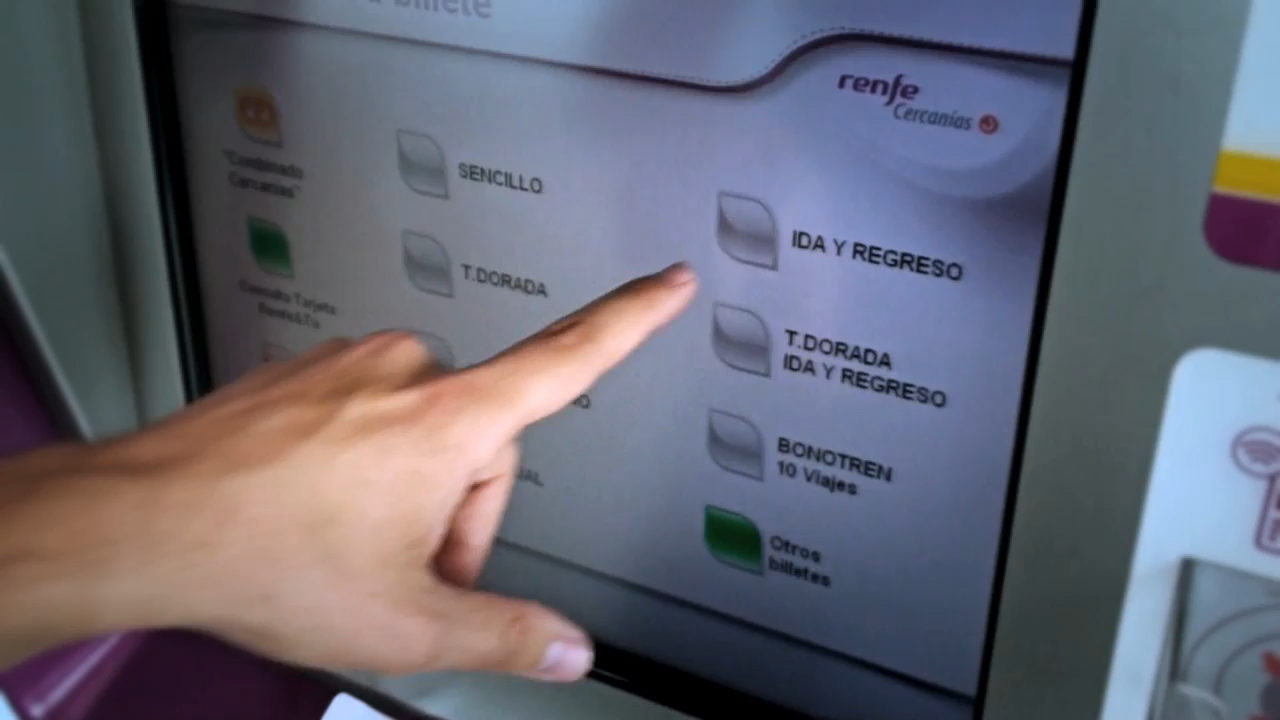 billete
renfe
Cercanías
"Combinado
Cercanías"
SENCILLO
IDA Y REGRESO
Consulta Tarjeta
Renfe&Tú
T.DORADA
T.DORADA
IDA Y REGRESO
BONOTREN
10 Viajes
Otros
billetes